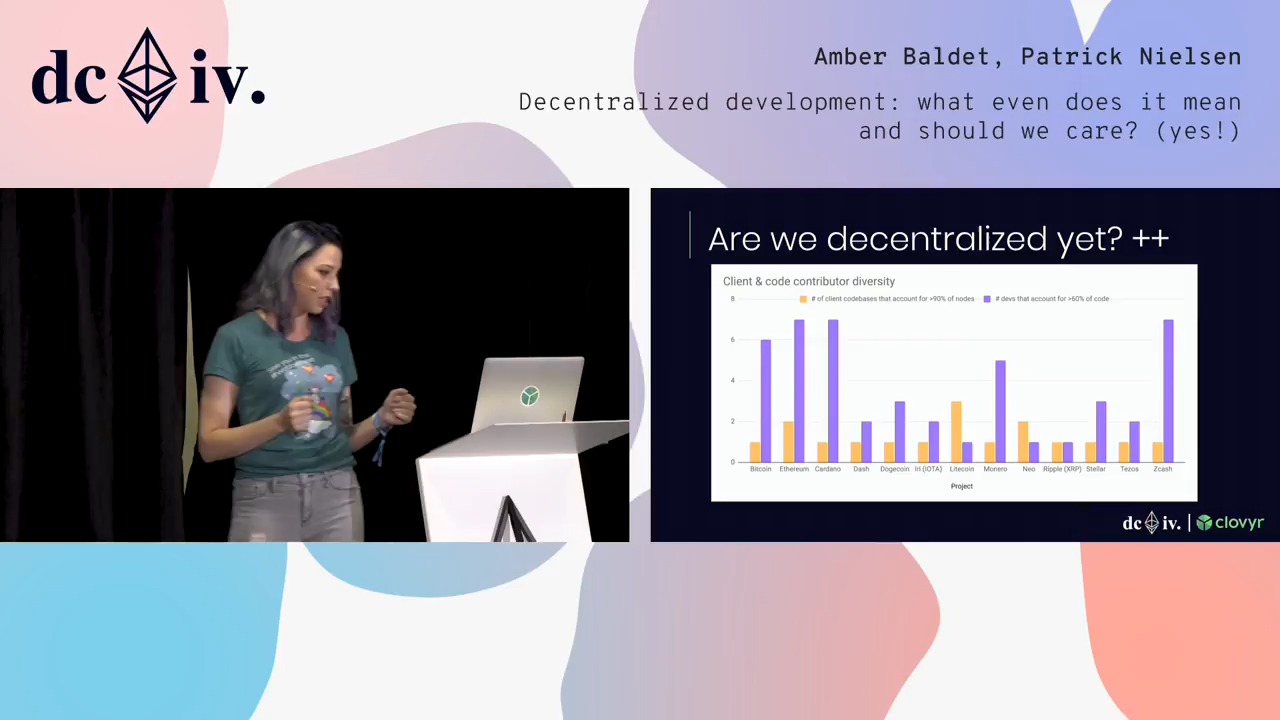 dc iv.
Amber Baldet, Patrick Nielsen
Decentralized development: what even does it mean
and should we care? (yes!)
Are we decentralized yet? ++
Client & code contributor diversity
# of client codebases that account for >90% of nodes
# devs that account for >60% of code
8
6
4
2
0
Bitcoin
Ethereum
Cardano
Dash
Dogecoin
Iri (IOTA)
Litecoin
Monero
Neo
Ripple (XRP)
Stellar
Tezos
Zcash
Project
dc iv. | clovyr